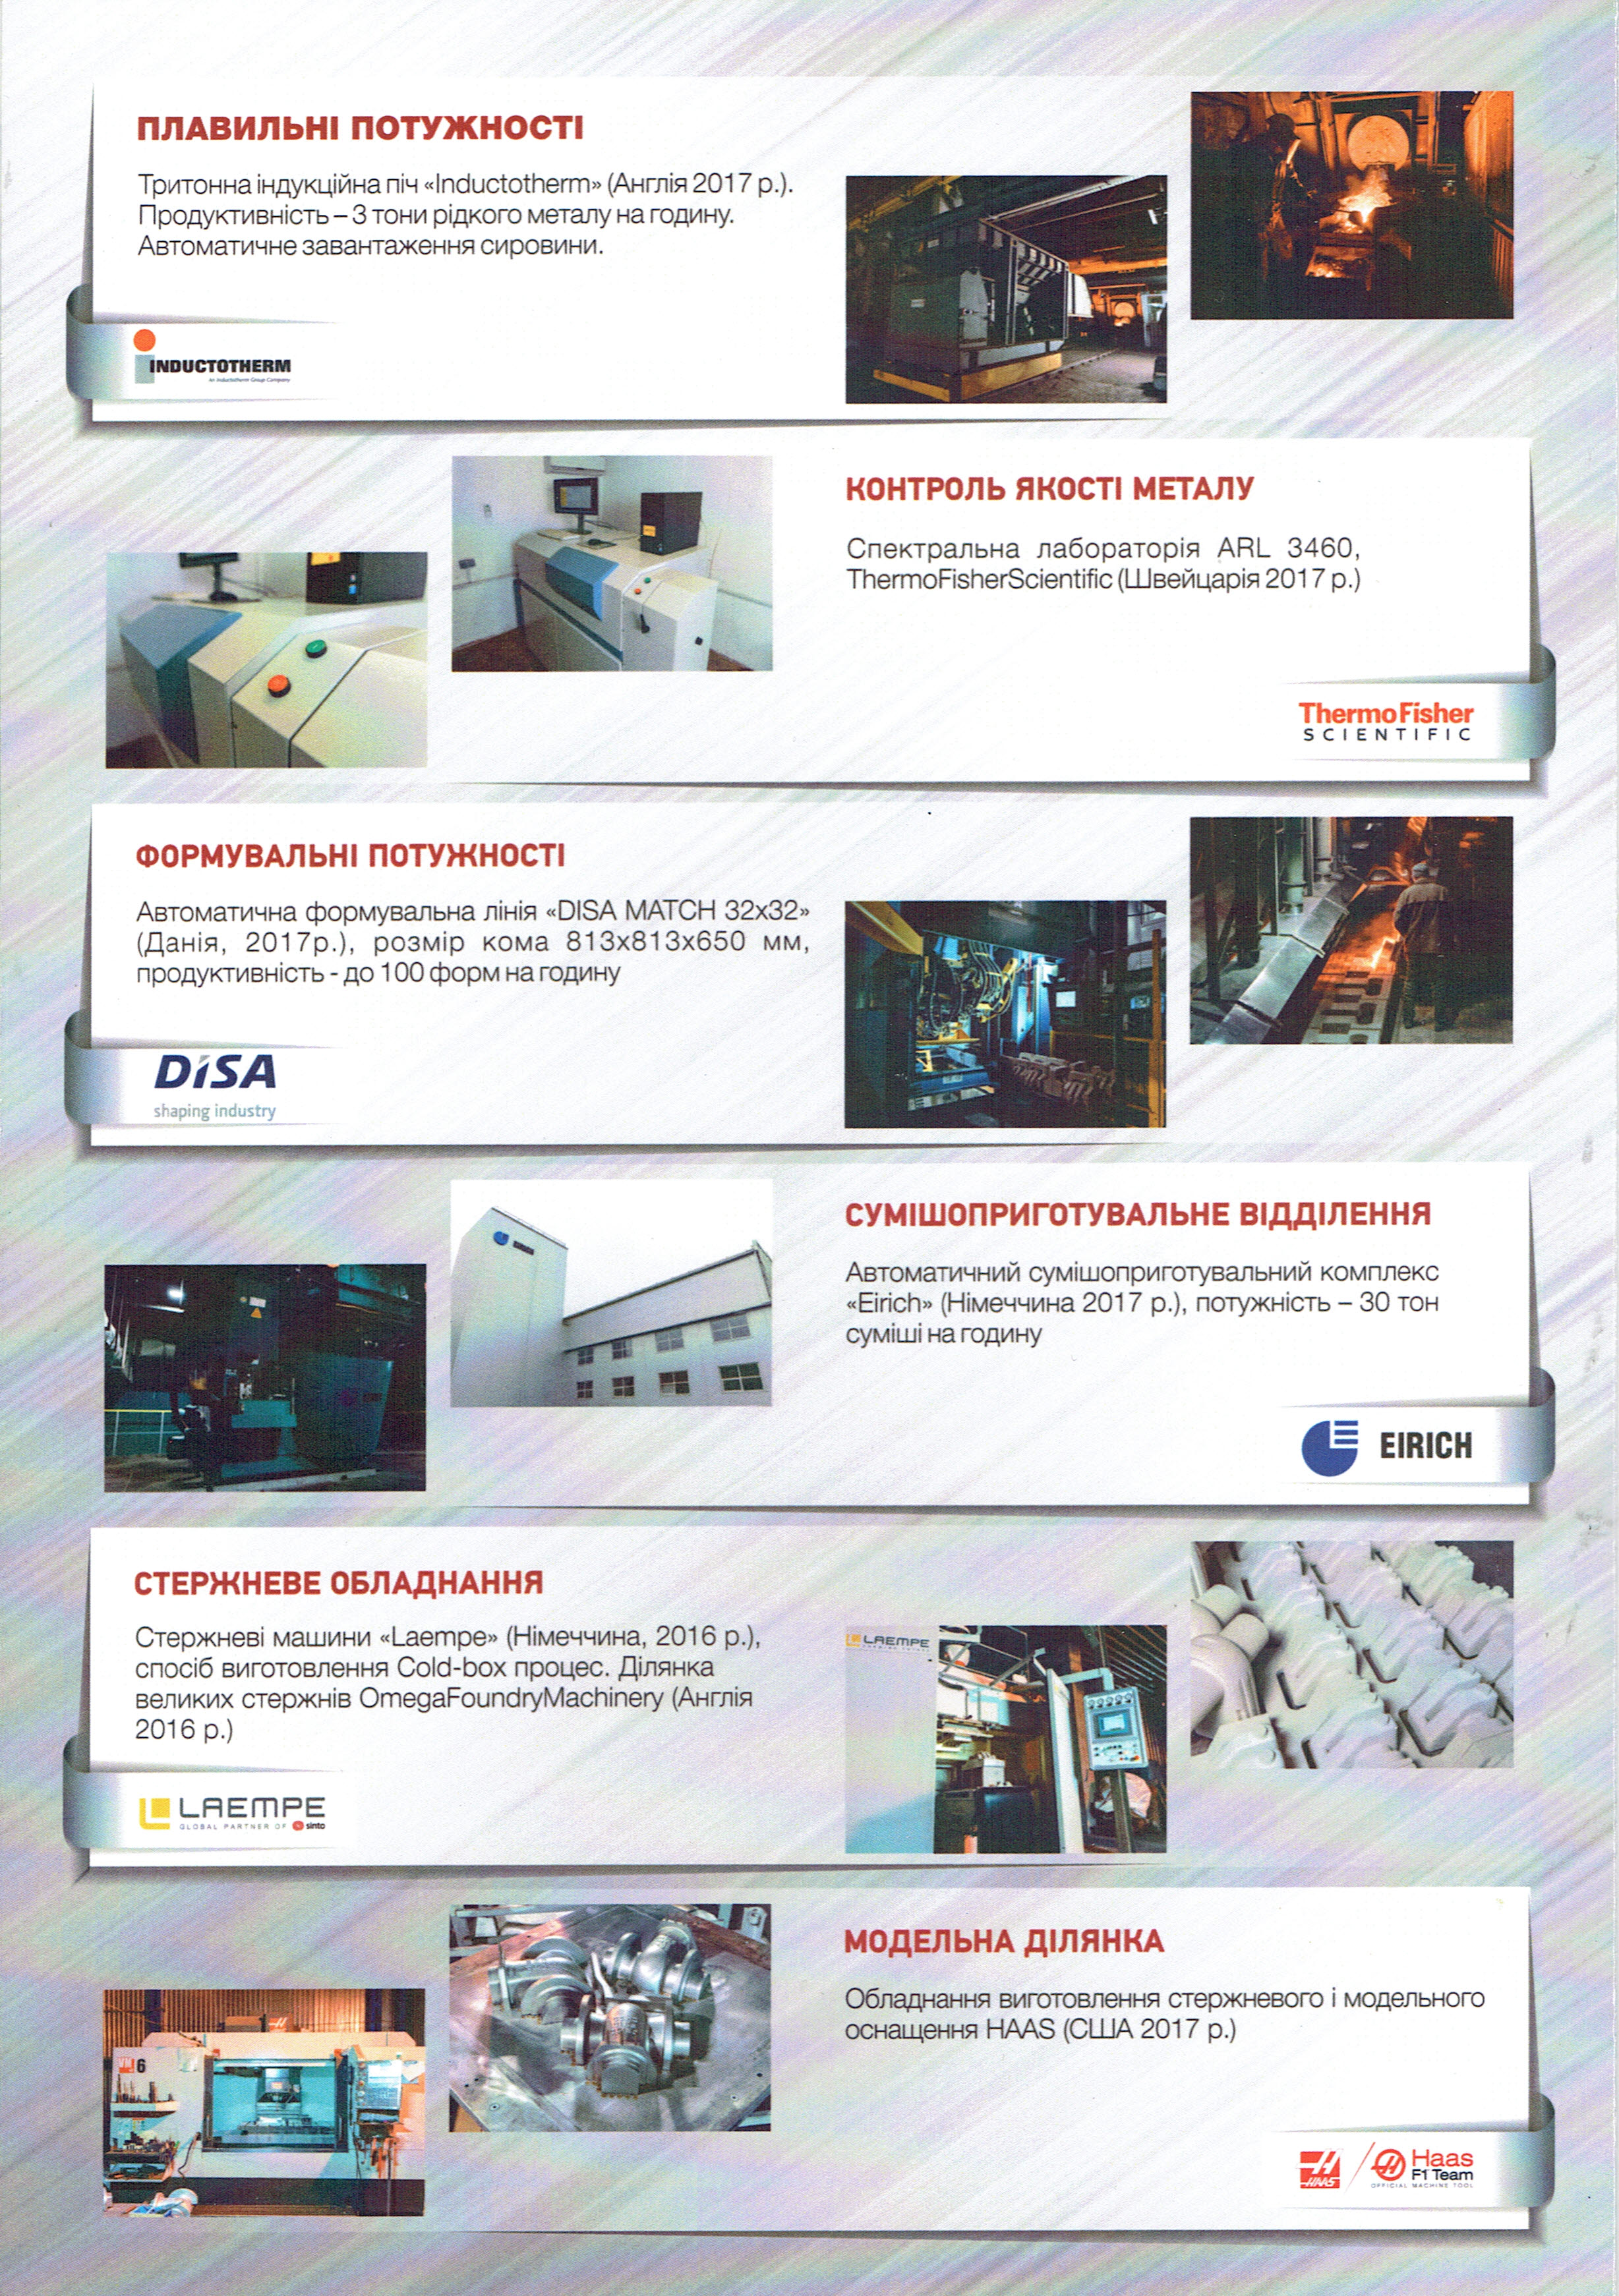 ПЛАВИЛЬНІ ПОТУЖНОСТІ
Тритонна індукційна піч «Inductotherm» (Англія 2017 р.).
Продуктивність – 3 тони рідкого металу на годину.
Автоматичне завантаження сировини.
INDUCTOTHERM
An Inductotherm Group Company
КОНТРОЛЬ ЯКОСТІ МЕТАЛУ
Спектральна лабораторія ARL 3460,
ThermoFisherScientific (Швейцарія 2017 р.)
ThermoFisher
SCIENTIFIC
ФОРМУВАЛЬНІ ПОТУЖНОСТІ
Автоматична формувальна лінія «DISA MATCH 32x32»
(Данія, 2017р.), розмір кома 813х813х650 мм,
продуктивність - до 100 форм на годину
DISA
shaping industry
СУМІШОПРИГОТУВАЛЬНЕ ВІДДІЛЕННЯ
Автоматичний сумішоприготувальний комплекс
«Eirich» (Німеччина 2017 р.), потужність – 30 тон
суміші на годину
EIRICH
СТЕРЖНЕВЕ ОБЛАДНАННЯ
Стержневі машини «Laempe» (Німеччина, 2016 р.),
спосіб виготовлення Cold-box процес. Ділянка
великих стержнів OmegaFoundryMachinery (Англія
2016 р.)
LAEMPE
LAEMPE
GLOBAL PARTNER OF sinto
МОДЕЛЬНА ДІЛЯНКА
Обладнання виготовлення стержневого і модельного
оснащення HAAS (США 2017 р.)
VM 6
HAAS
Haas
F1 Team
OFFICIAL MACHINE TOOL